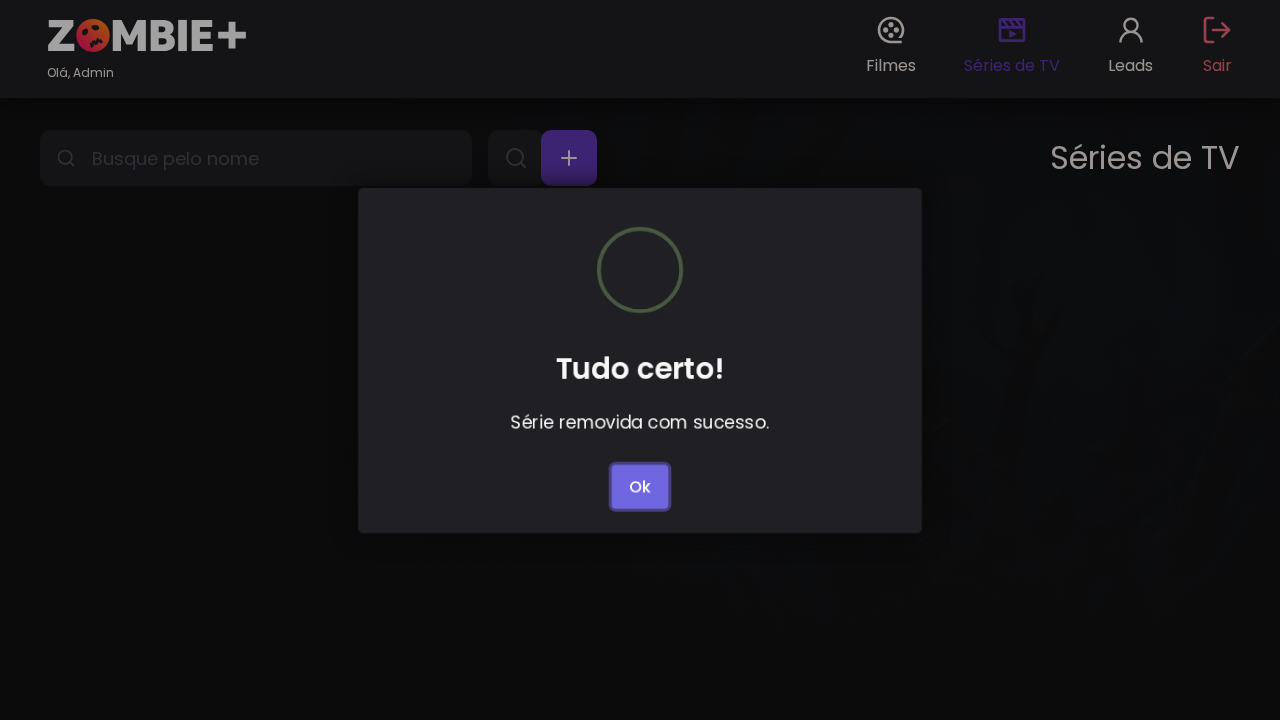 ZOMBIE+
Olá, Admin
Filmes
Séries de TV
Leads
Sair
Busque pelo nome
Séries de TV
Tudo certo!
Série removida com sucesso.
Ok